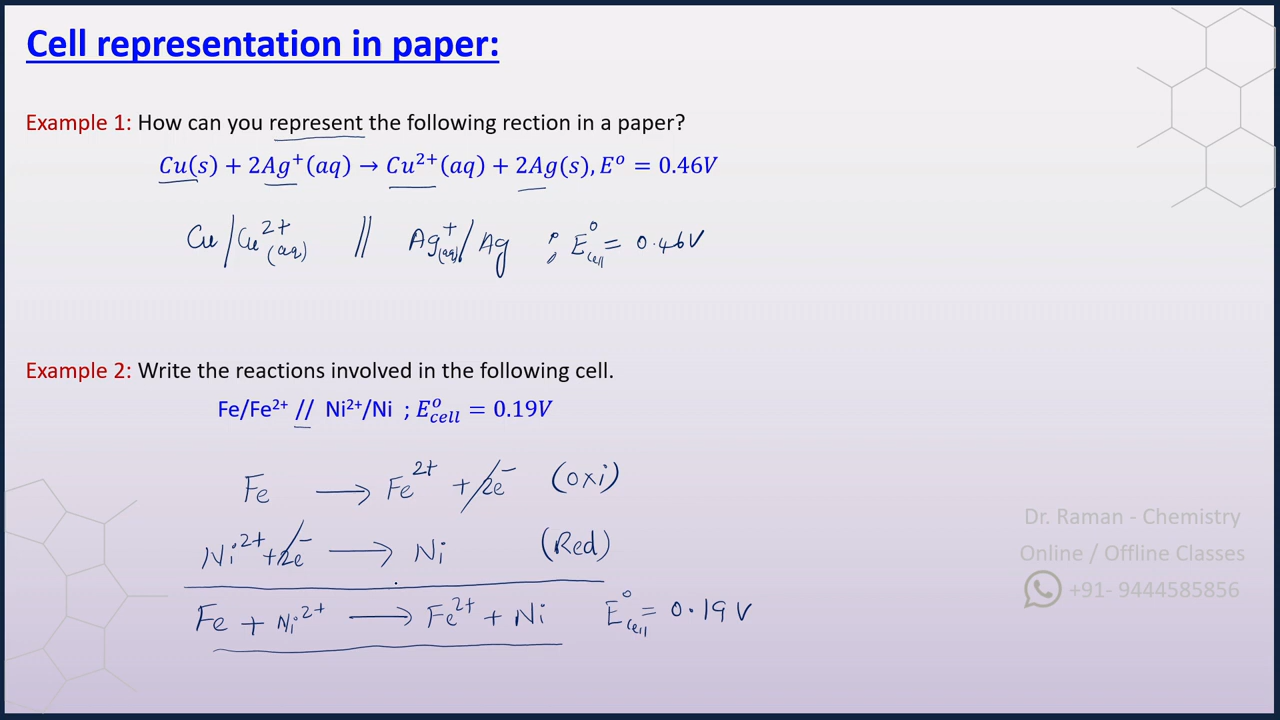 Cell representation in paper:
Example 1: How can you represent the following rection in a paper?
Cu(s) + 2Ag⁺(aq) → Cu²⁺(aq) + 2Ag(s), E° = 0.46V
Cu/Cu²⁺(aq) // Ag⁺(aq)/Ag ; E°cell = 0.46V
Example 2: Write the reactions involved in the following cell.
Fe/Fe²⁺ // Ni²⁺/Ni ; E°cell = 0.19V
Fe → Fe²⁺ + 2e⁻ (oxi)
Ni²⁺ + 2e⁻ → Ni (Red)
Fe + Ni²⁺ → Fe²⁺ + Ni E°cell = 0.19 V
Dr. Raman - Chemistry
Online / Offline Classes
+91- 9444585856